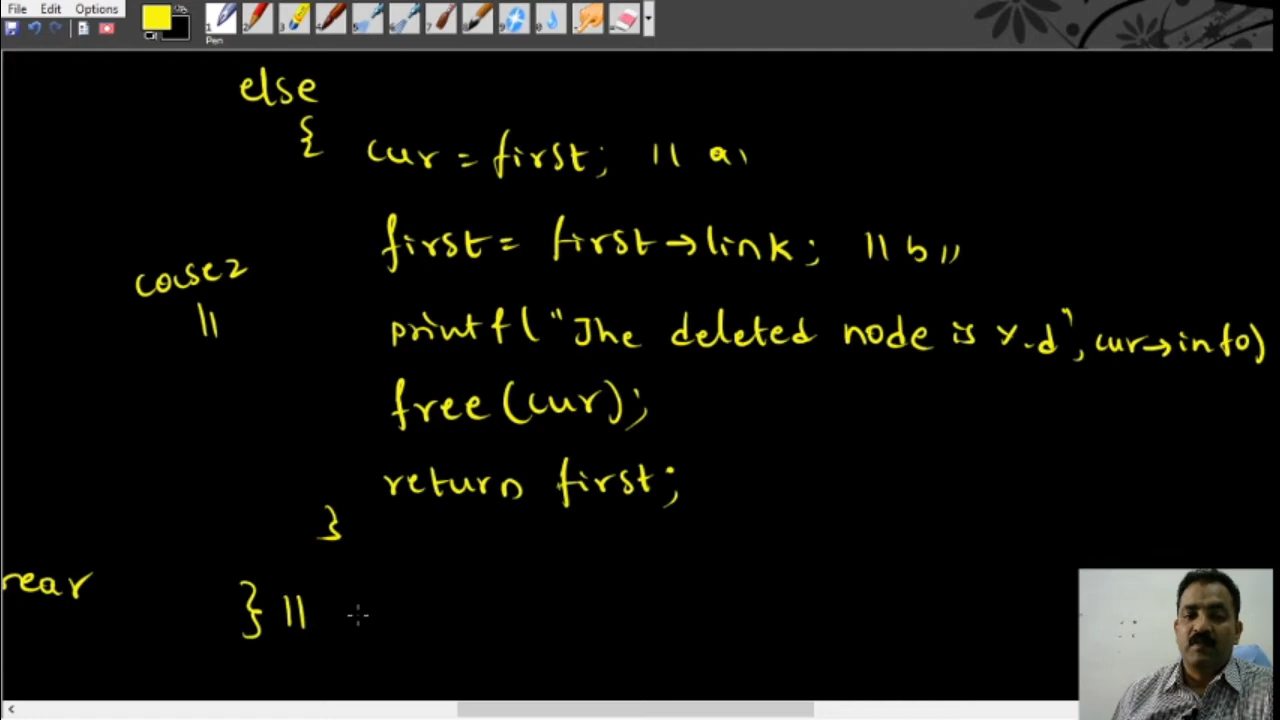 File Edit Options
Pen
else
{ cur = first; // a,
first = first→link; // b,,
case2
//
printf("The deleted node is %.d", cur→info)
free(cur);
return first;
}
rear
} //